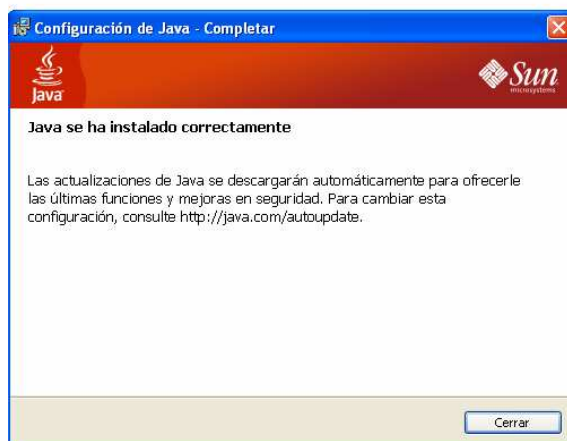 Configuración de Java - Completar
Java
Sun
microsystems
Java se ha instalado correctamente
Las actualizaciones de Java se descargarán automáticamente para ofrecerle
las últimas funciones y mejoras en seguridad. Para cambiar esta
configuración, consulte http://java.com/autoupdate.
Cerrar